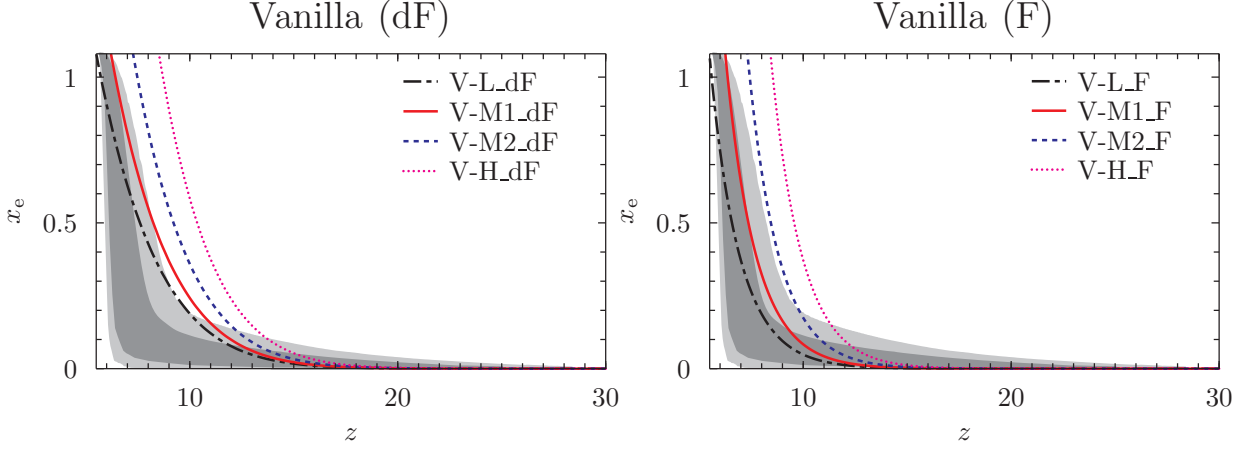 Vanilla (dF)
1
0.5
0
x_e
V-L_dF
V-M1_dF
V-M2_dF
V-H_dF
10 20 30
z
Vanilla (F)
1
0.5
0
x_e
V-L_F
V-M1_F
V-M2_F
V-H_F
10 20 30
z